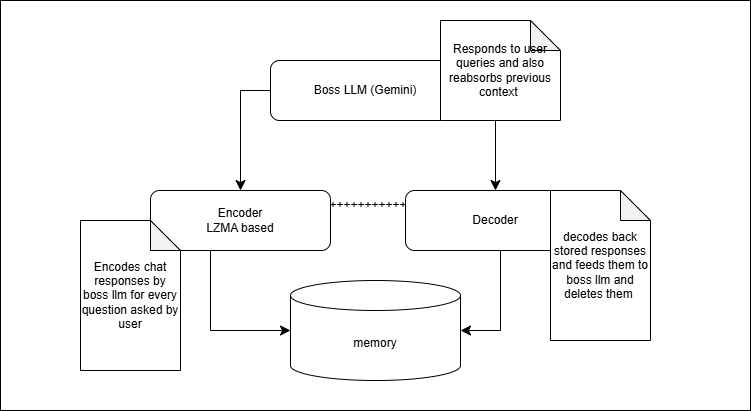 Responds to user
queries and also
reabsorbs previous
context
Boss LLM (Gemini)
Encoder
LZMA based
+++++++++++
Decoder
Encodes chat
responses by
boss llm for every
question asked by
user
decodes back
stored responses
and feeds them to
boss llm and
deletes them
memory